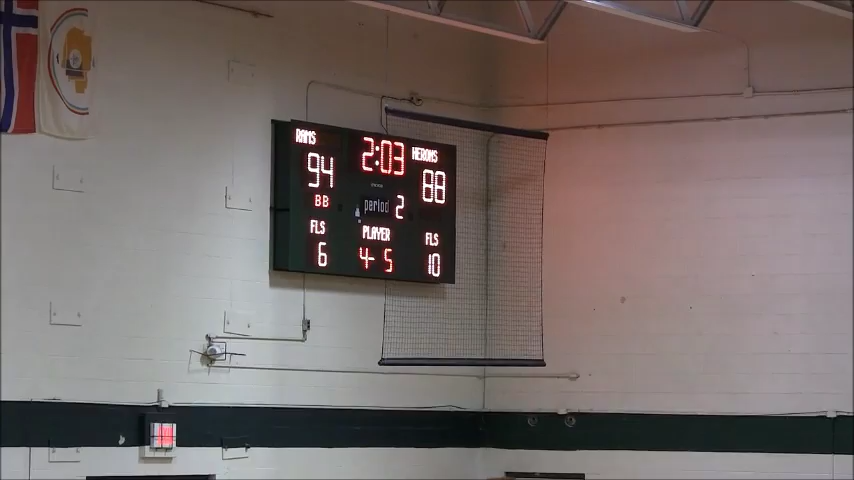 RAMS 2:03 HERONS
94 88
BB period 2
FLS PLAYER FLS
6 4-5 10